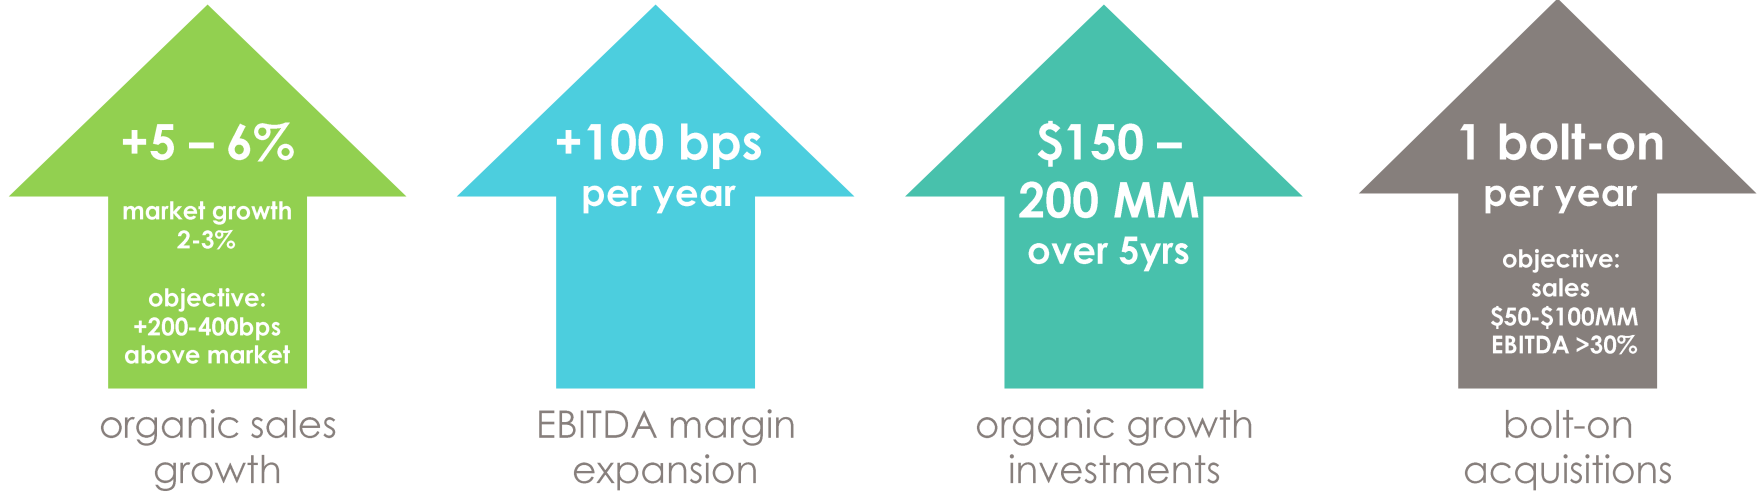 +5 – 6%
market growth
2-3%
objective:
+200-400bps
above market
organic sales
growth
+100 bps
per year
EBITDA margin
expansion
$150 –
200 MM
over 5yrs
organic growth
investments
1 bolt-on
per year
objective:
sales
$50-$100MM
EBITDA >30%
bolt-on
acquisitions